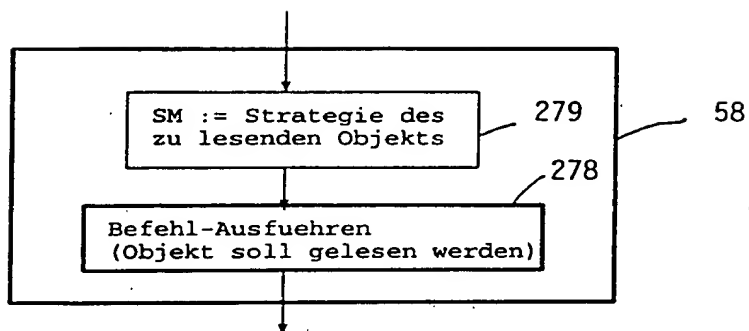 SM := Strategie des
zu lesenden Objekts
279
58
278
Befehl-Ausfuehren
(Objekt soll gelesen werden)